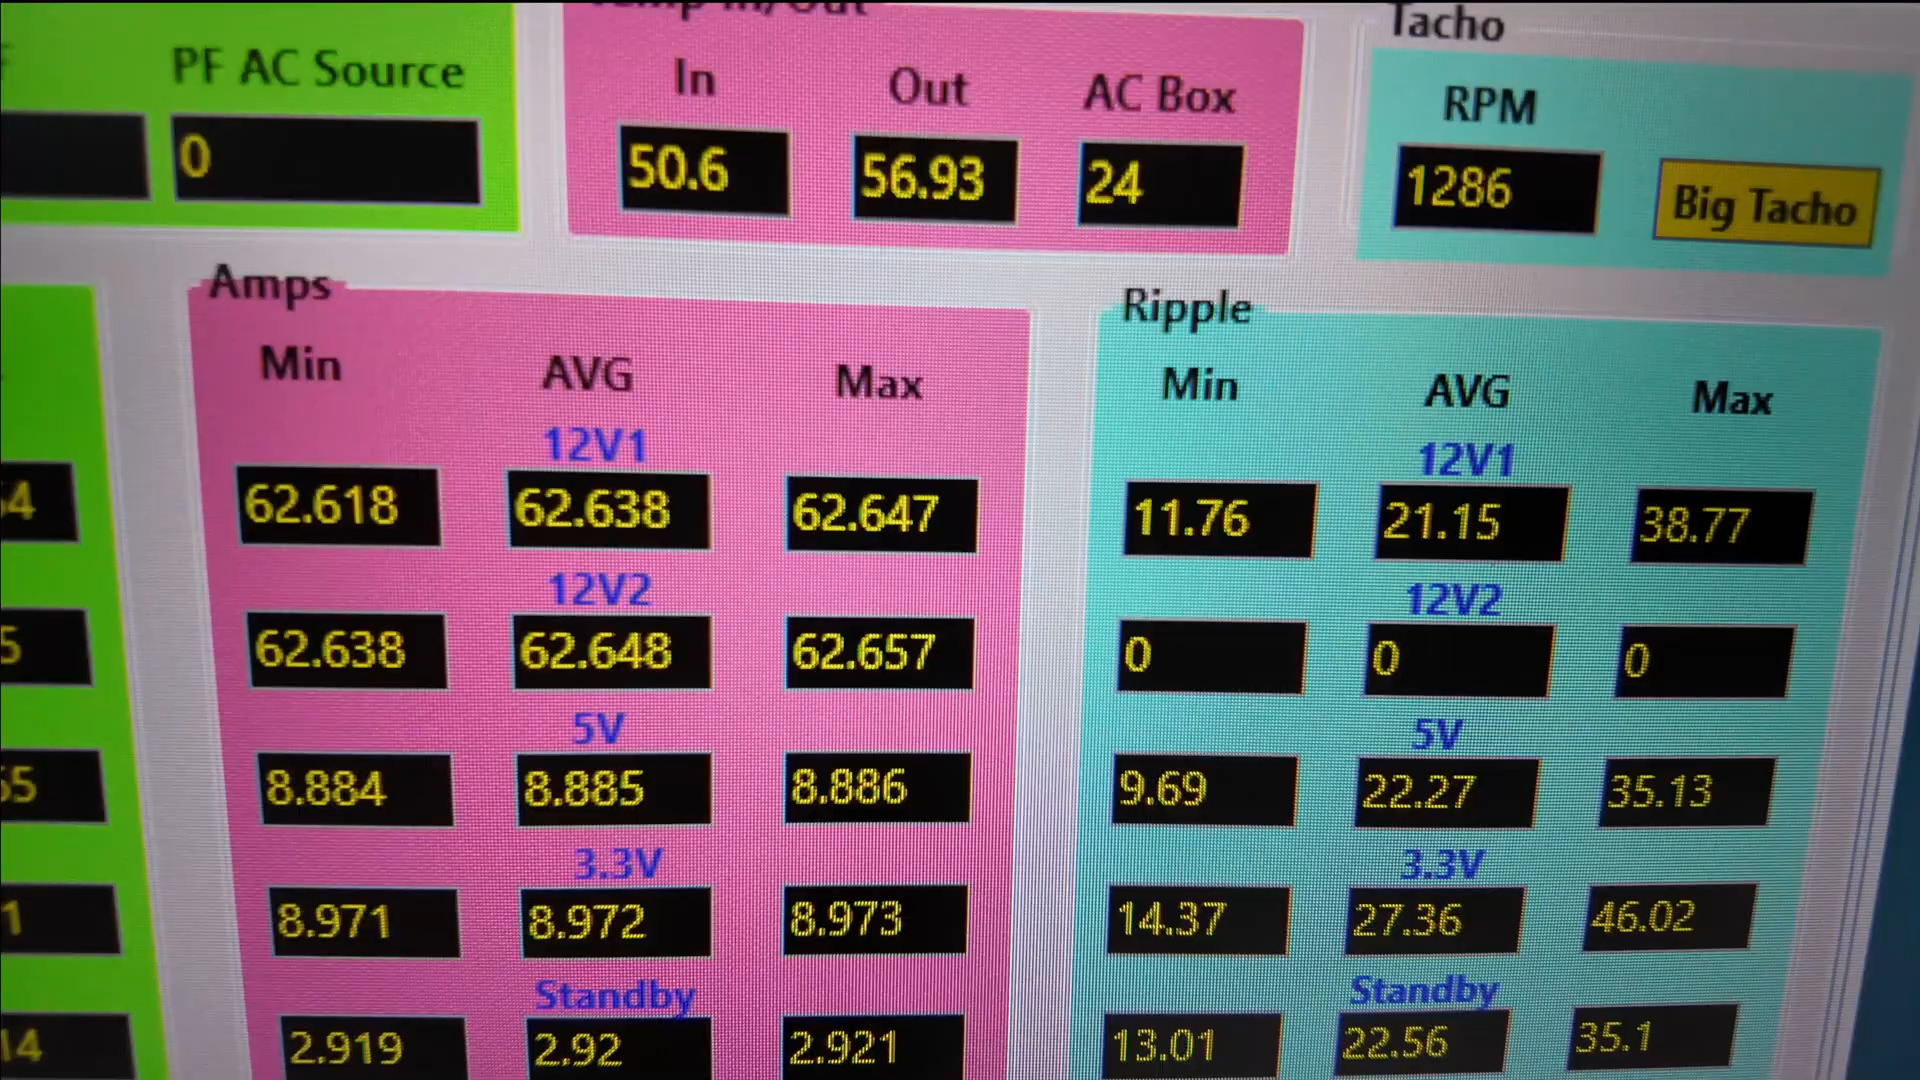 PF AC Source
0
Temp In/Out
In Out AC Box
50.6 56.93 24
Tacho
RPM
1286
Big Tacho
Amps
Min AVG Max
12V1
62.618 62.638 62.647
12V2
62.638 62.648 62.657
5V
8.884 8.885 8.886
3.3V
8.971 8.972 8.973
Standby
2.919 2.92 2.921
Ripple
Min AVG Max
12V1
11.76 21.15 38.77
12V2
0 0 0
5V
9.69 22.27 35.13
3.3V
14.37 27.36 46.02
Standby
13.01 22.56 35.1